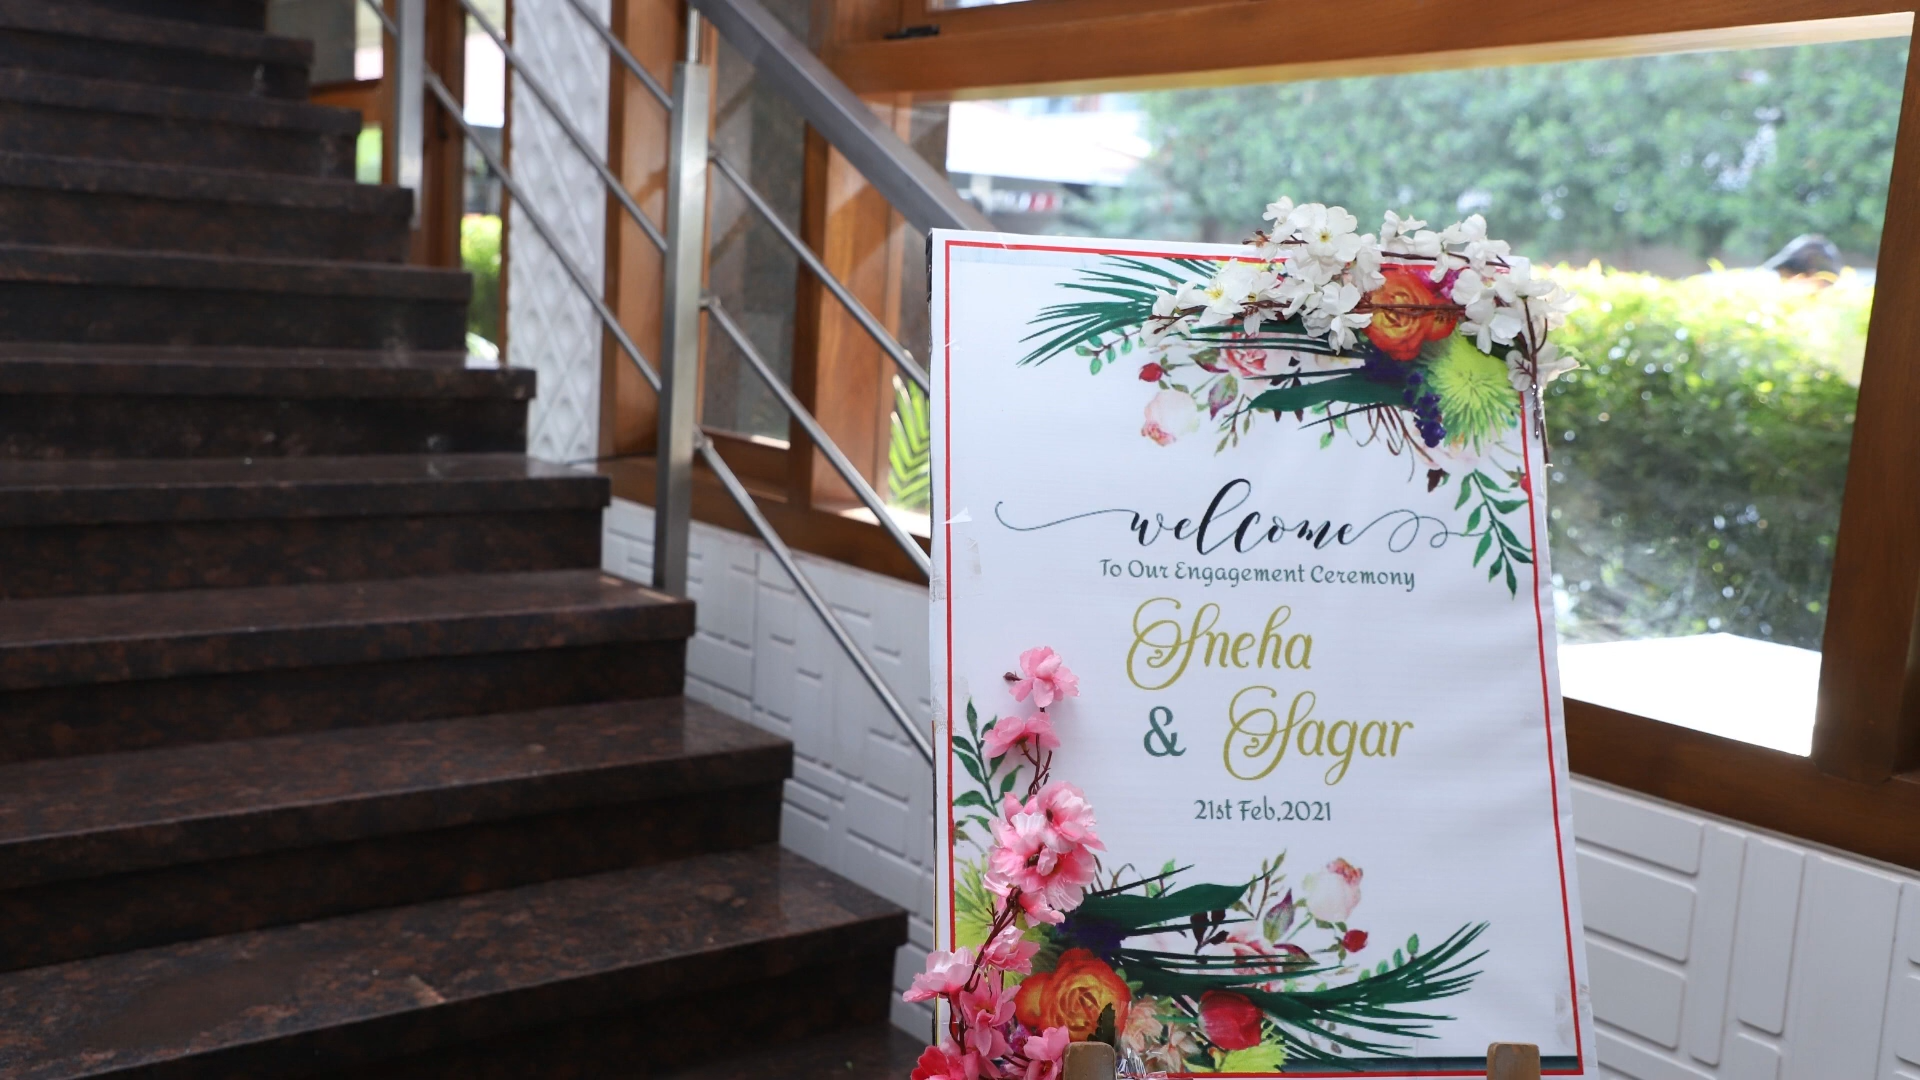 welcome
To Our Engagement Ceremony
Sneha
& Sagar
21st Feb.2021